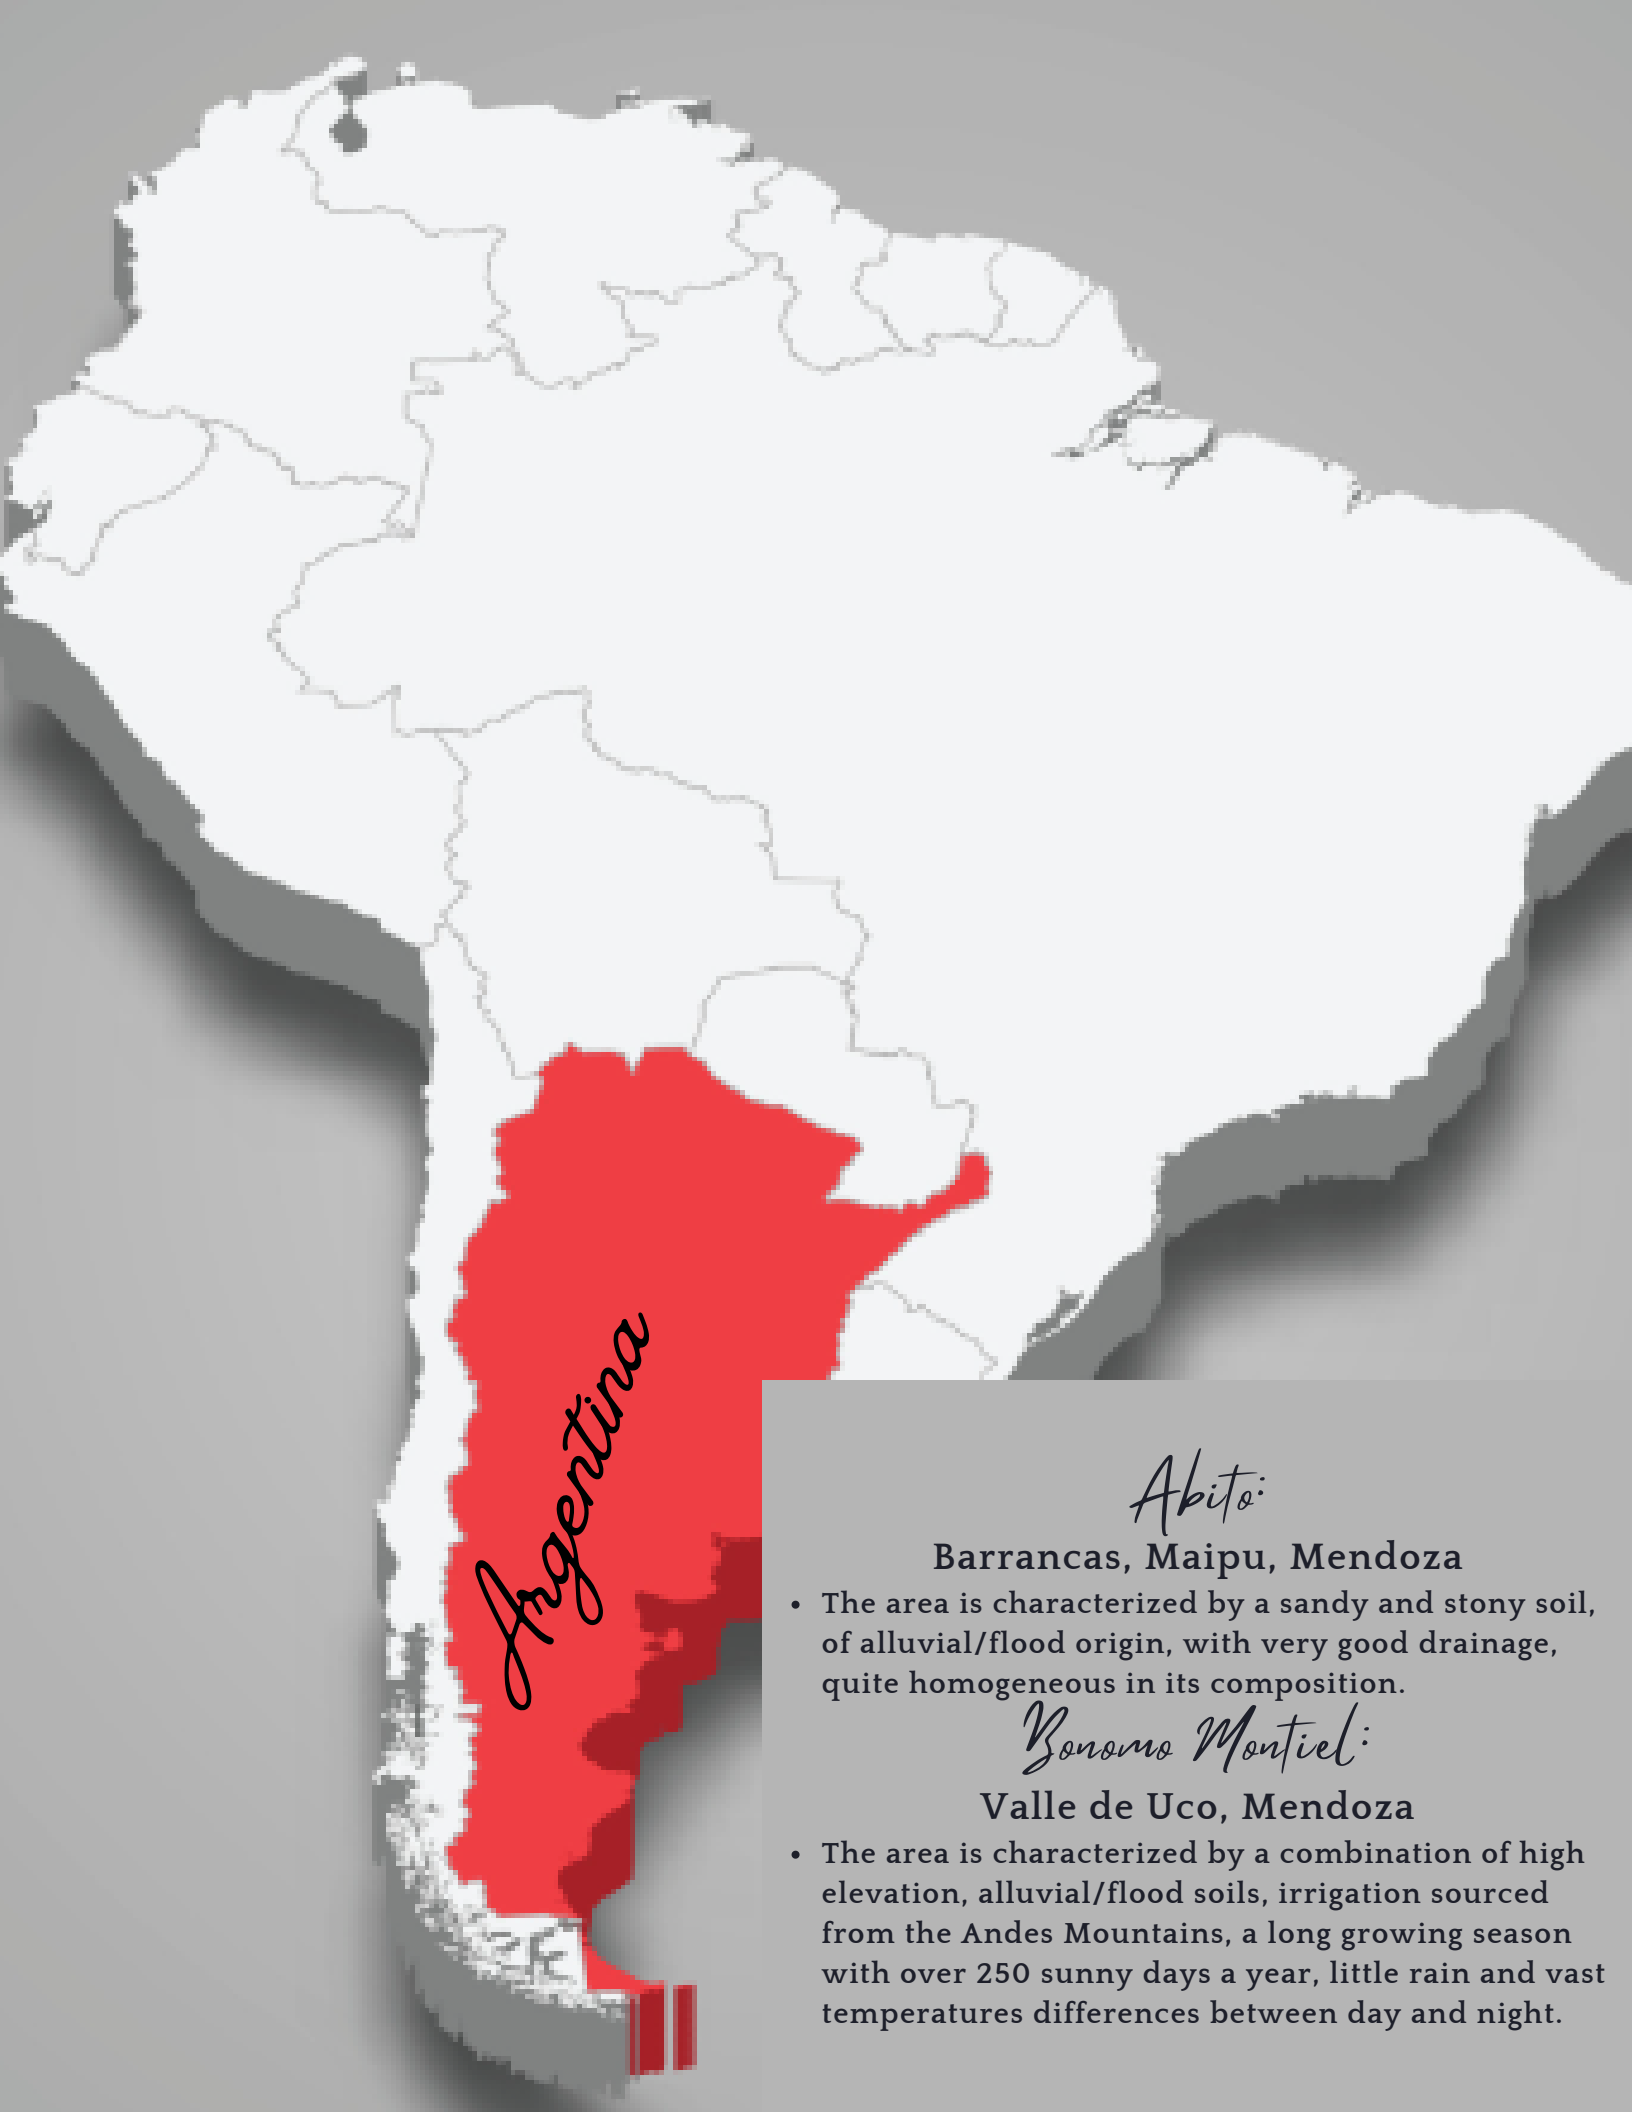 Argentina
Abito:
Barrancas, Maipu, Mendoza
• The area is characterized by a sandy and stony soil,
of alluvial/flood origin, with very good drainage,
quite homogeneous in its composition.
Bonomo Montiel:
Valle de Uco, Mendoza
• The area is characterized by a combination of high
elevation, alluvial/flood soils, irrigation sourced
from the Andes Mountains, a long growing season
with over 250 sunny days a year, little rain and vast
temperatures differences between day and night.